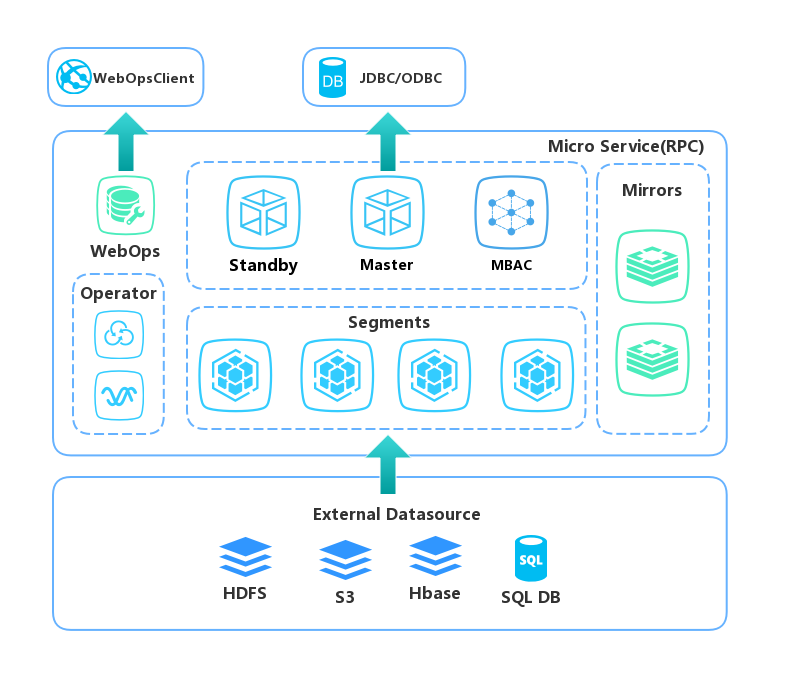 WebOpsClient
DB
JDBC/ODBC
Micro Service(RPC)
Mirrors
WebOps
Standby
Master
MBAC
Operator
Segments
External Datasource
SQL
HDFS
S3
Hbase
SQL DB